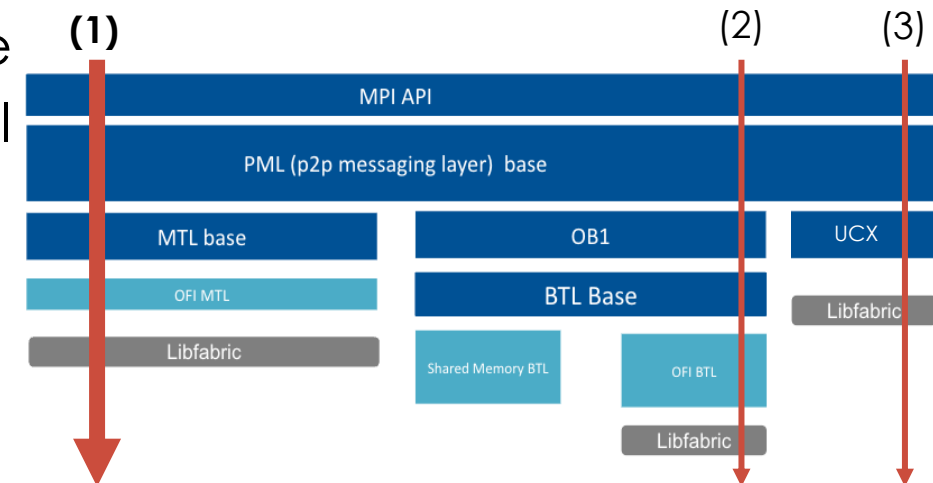 (1)
(2)
(3)
e
l
MPI API
PML (p2p messaging layer) base
MTL base
OB1
UCX
OFI MTL
BTL Base
Libfabric
Libfabric
Shared Memory BTL
OFI BTL
Libfabric